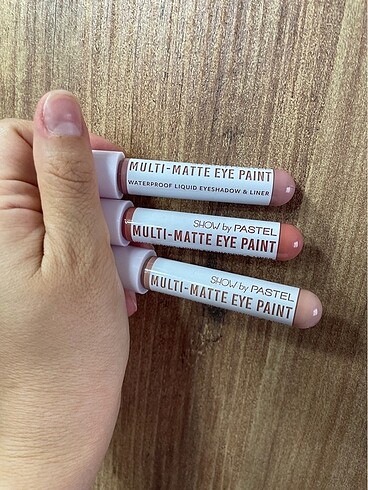 MULTI-MATTE EYE PAINT
WATERPROOF LIQUID EYESHADOW & LINER
SHOW by PASTEL
MULTI-MATTE EYE PAINT
SHOW by PASTEL
MULTI-MATTE EYE PAINT